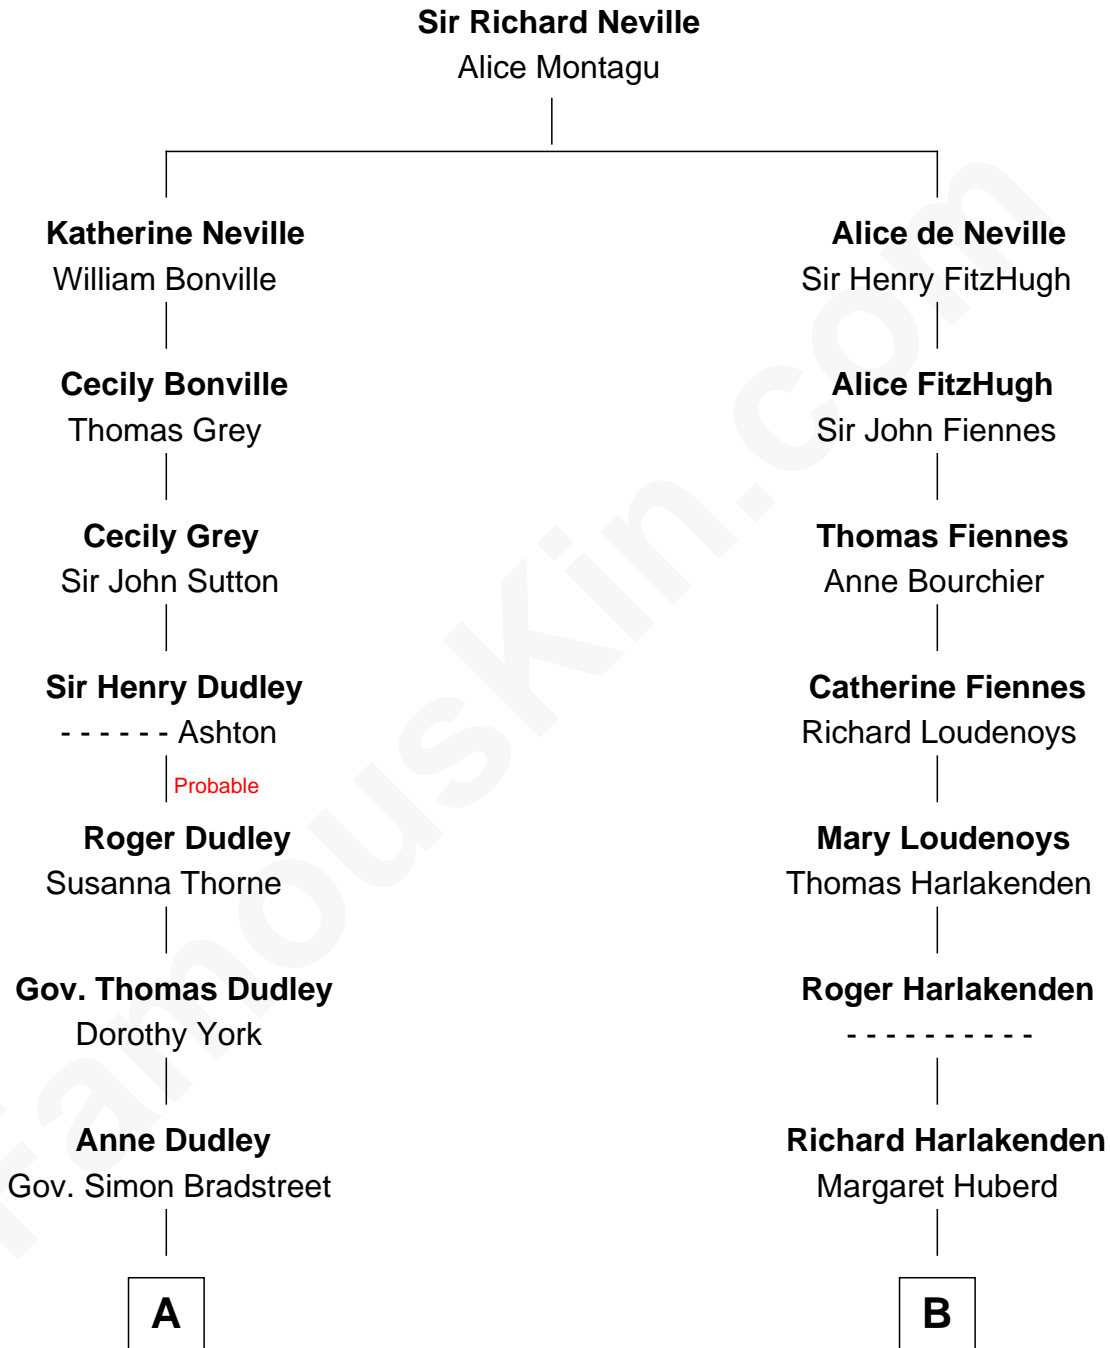 Sir Richard Neville
Alice Montagu
Katherine Neville
William Bonville
Alice de Neville
Sir Henry FitzHugh
Cecily Bonville
Thomas Grey
Alice FitzHugh
Sir John Fiennes
Cecily Grey
Sir John Sutton
Thomas Fiennes
Anne Bourchier
Sir Henry Dudley
- - - - - - Ashton
Probable
Catherine Fiennes
Richard Loudenoys
Roger Dudley
Susanna Thorne
Mary Loudenoys
Thomas Harlakenden
Gov. Thomas Dudley
Dorothy York
Roger Harlakenden
- - - - - - - - - -
Anne Dudley
Gov. Simon Bradstreet
Richard Harlakenden
Margaret Huberd
A
B
FamousKin.com